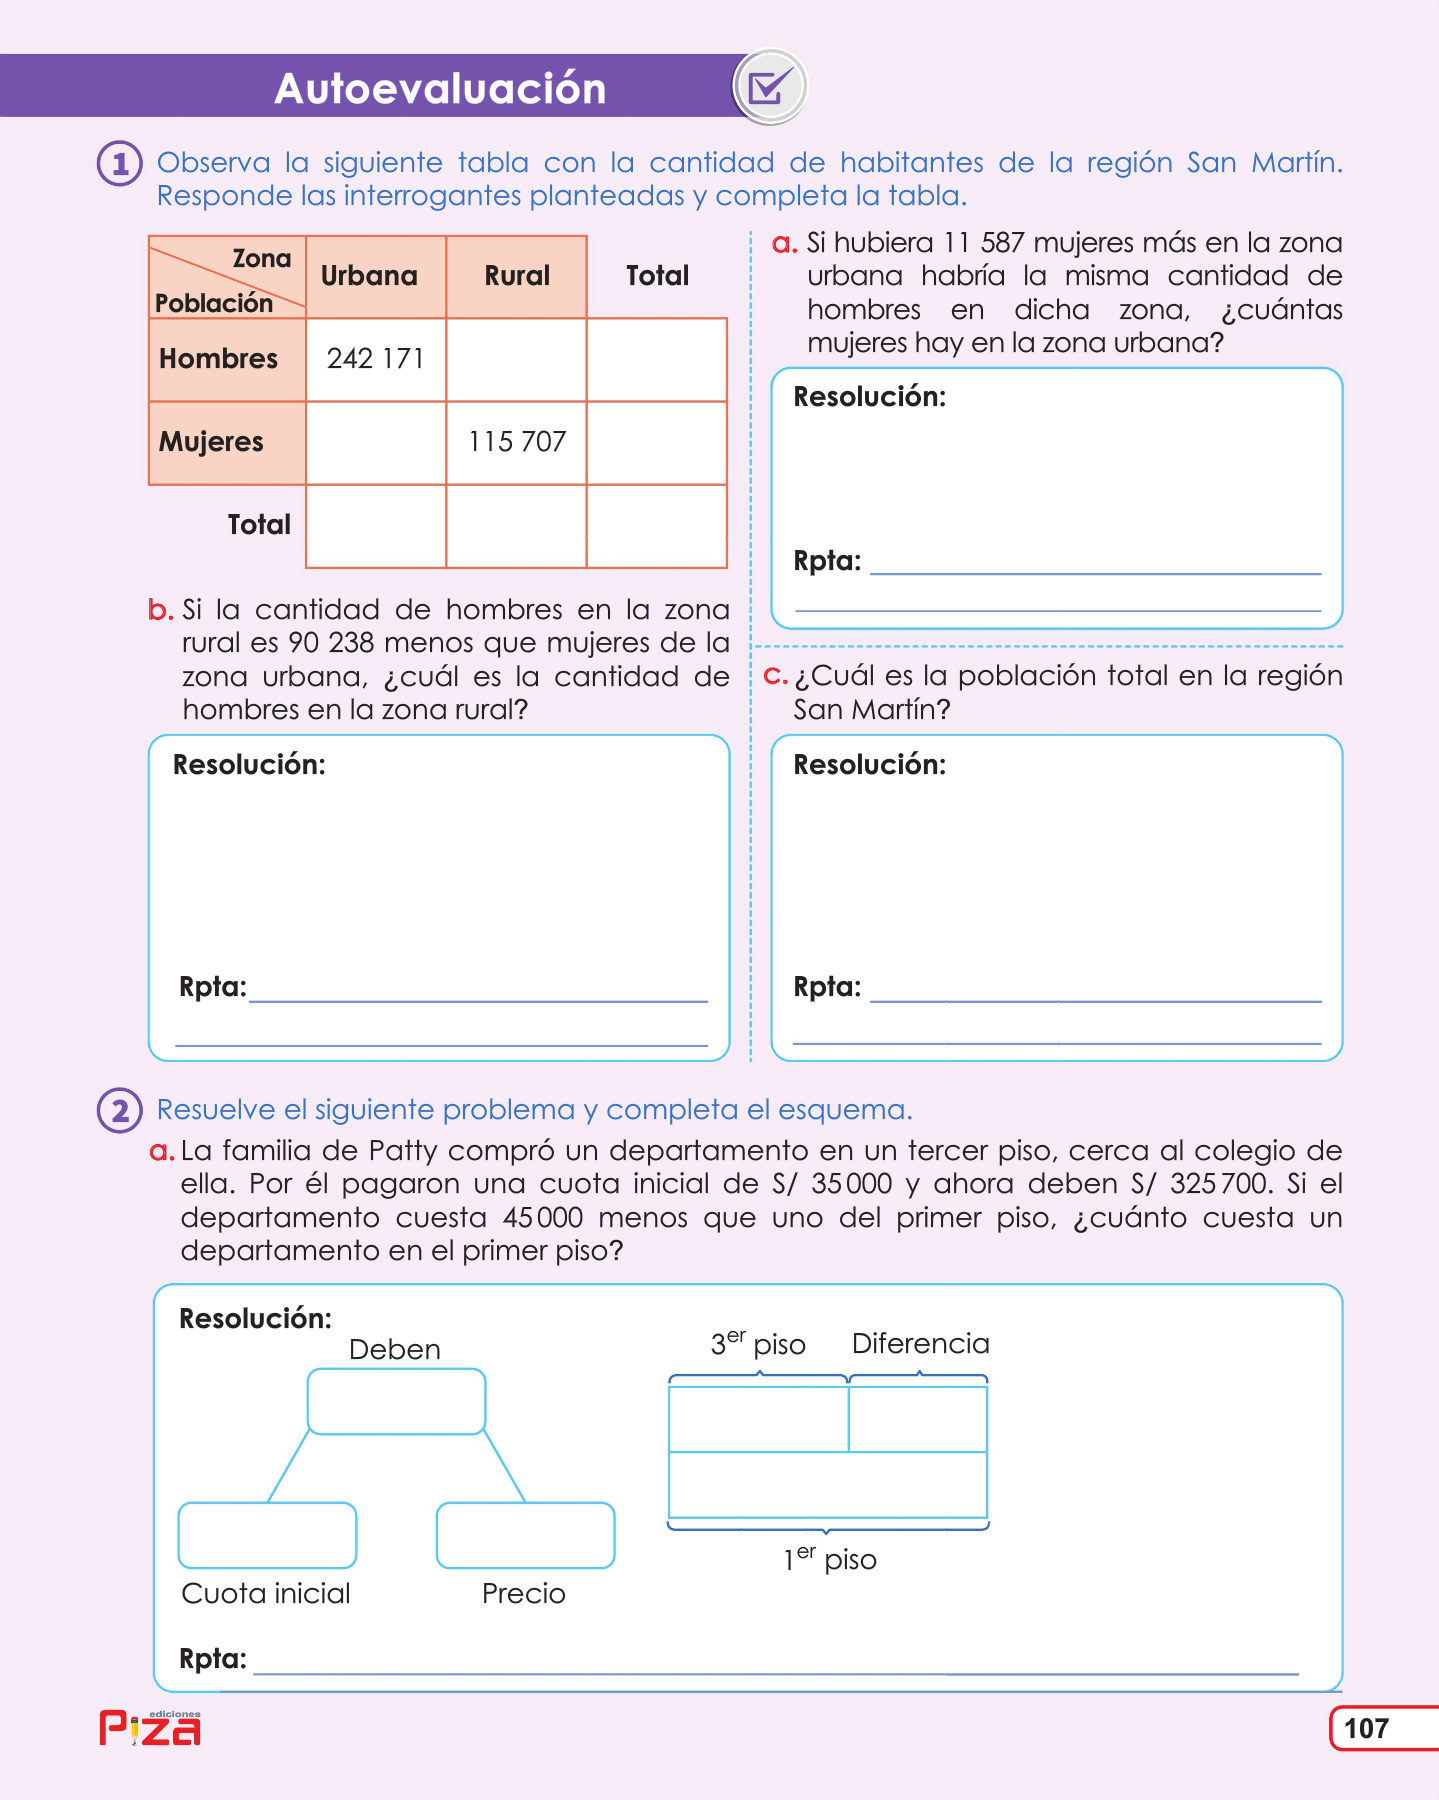 Autoevaluación
1 Observa la siguiente tabla con la cantidad de habitantes de la región San Martín.
Responde las interrogantes planteadas y completa la tabla.
Zona
Población
Urbana Rural Total
Hombres 242 171
Mujeres 115 707
Total
a. Si hubiera 11 587 mujeres más en la zona
urbana habría la misma cantidad de
hombres en dicha zona, ¿cuántas
mujeres hay en la zona urbana?
Resolución:
Rpta:
b. Si la cantidad de hombres en la zona
rural es 90 238 menos que mujeres de la
zona urbana, ¿cuál es la cantidad de
hombres en la zona rural?
Resolución:
Rpta:
c. ¿Cuál es la población total en la región
San Martín?
Resolución:
Rpta:
2 Resuelve el siguiente problema y completa el esquema.
a. La familia de Patty compró un departamento en un tercer piso, cerca al colegio de
ella. Por él pagaron una cuota inicial de S/ 35 000 y ahora deben S/ 325 700. Si el
departamento cuesta 45 000 menos que uno del primer piso, ¿cuánto cuesta un
departamento en el primer piso?
Resolución:
Deben
Cuota inicial Precio
3er piso Diferencia
1er piso
Rpta:
ediciones
Piza
107